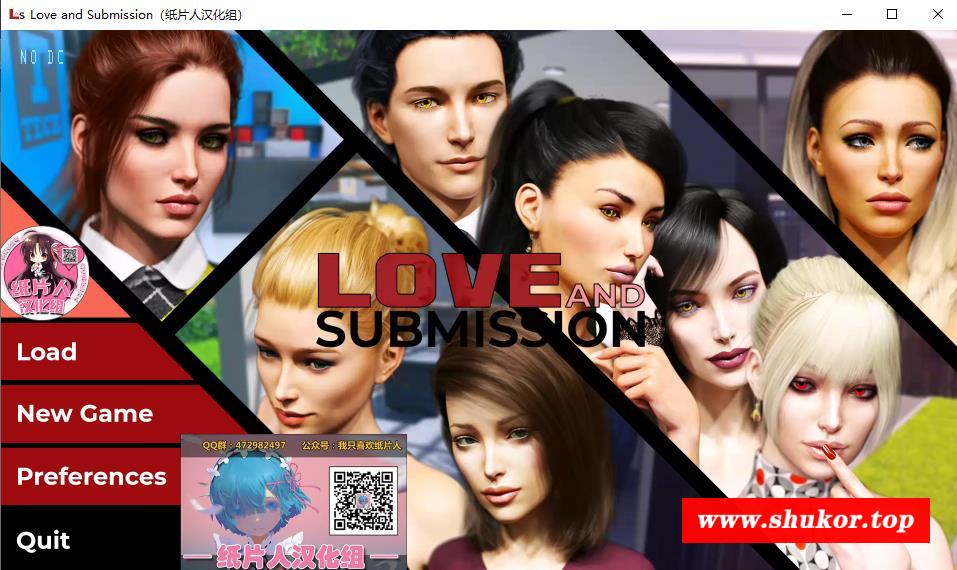 Ls Love and Submission (纸片人汉化组)
NO DC
TECH
LOVE
AND
SUBMISSION
纸片人
汉化组
Load
New Game
Preferences
Quit
QQ群：472982497 公众号：我只喜欢纸片人
纸片人汉化组
www.shukor.top